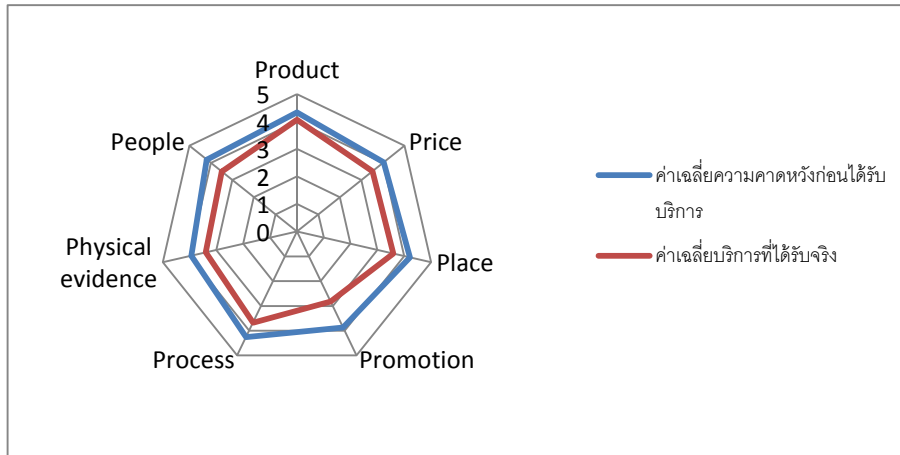 Product
5
4
3
2
1
0
Price
Place
Promotion
Process
Physical
evidence
People
ค่าเฉลี่ยความคาดหวังก่อนได้รับ
บริการ
ค่าเฉลี่ยบริการที่ได้รับจริง